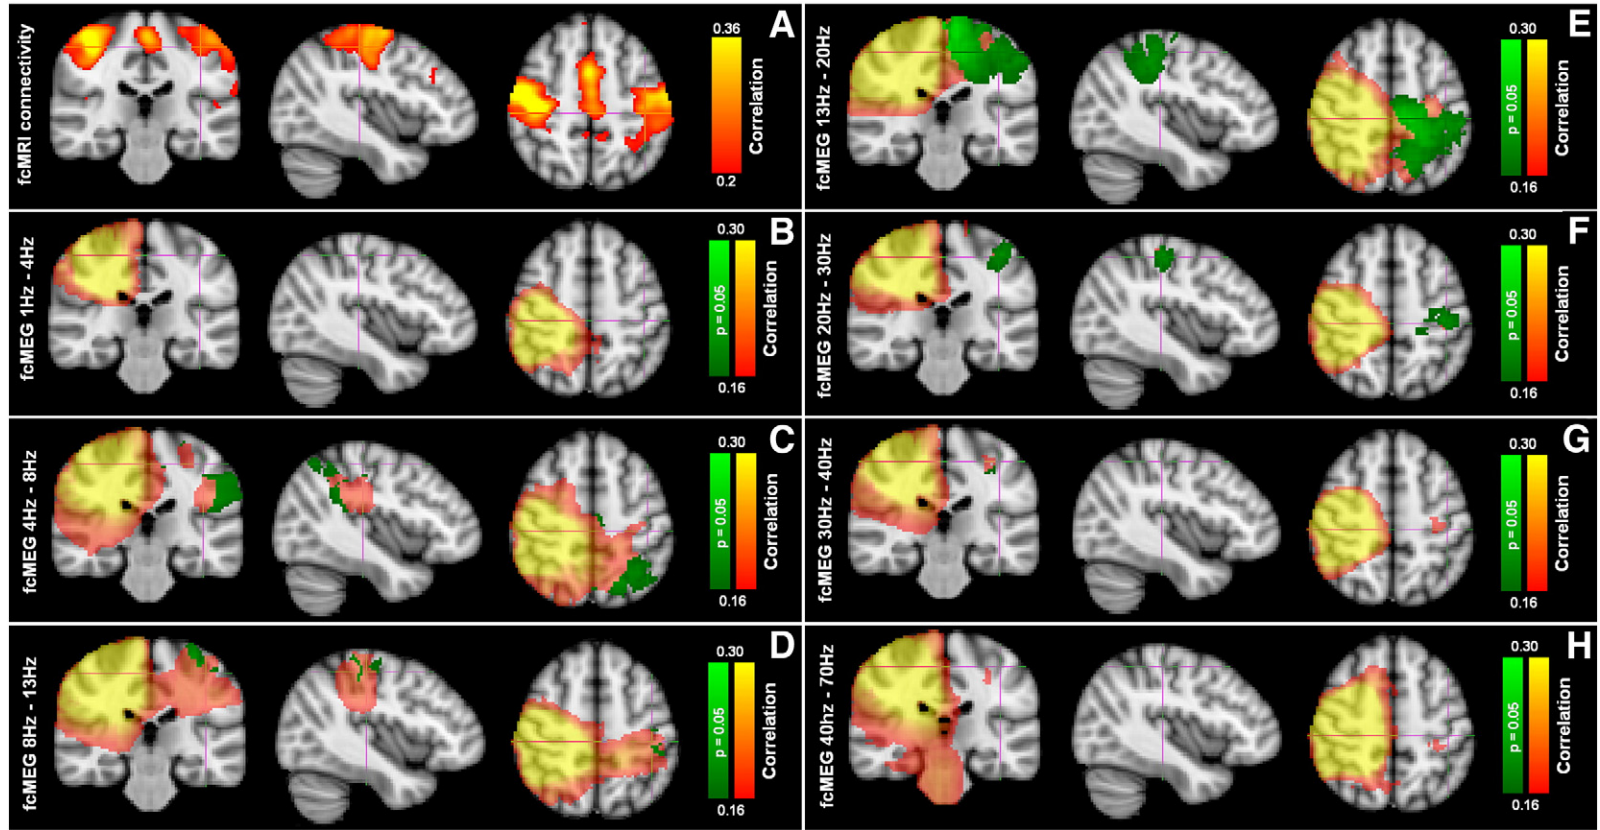 fcMRI connectivity
A
0.36
Correlation
0.2
fcMEG 1Hz - 4Hz
B
0.30
p = 0.05
Correlation
0.16
fcMEG 4Hz - 8Hz
C
0.30
p = 0.05
Correlation
0.16
fcMEG 8Hz - 13Hz
D
0.30
p = 0.05
Correlation
0.16
fcMEG 13Hz - 20Hz
E
0.30
p = 0.05
Correlation
0.16
fcMEG 20Hz - 30Hz
F
0.30
p = 0.05
Correlation
0.16
fcMEG 30Hz - 40Hz
G
0.30
p = 0.05
Correlation
0.16
fcMEG 40hz - 70Hz
H
0.30
p = 0.05
Correlation
0.16